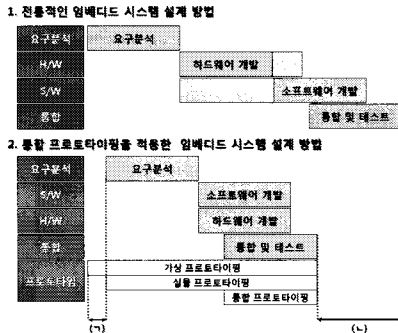 1. 전통적인 임베디드 시스템 설계 방법
요구분석 요구분석
H/W 하드웨어 개발
S/W 소프트웨어 개발
통합 통합 및 테스트
2. 통합 프로토타이핑을 적용한 임베디드 시스템 설계 방법
요구분석 요구분석
S/W 소프트웨어 개발
H/W 하드웨어 개발
통합 통합 및 테스트
프로토타입 가상 프로토타이핑
실물 프로토타이핑
통합 프로토타이핑
(ㄱ) (ㄴ)